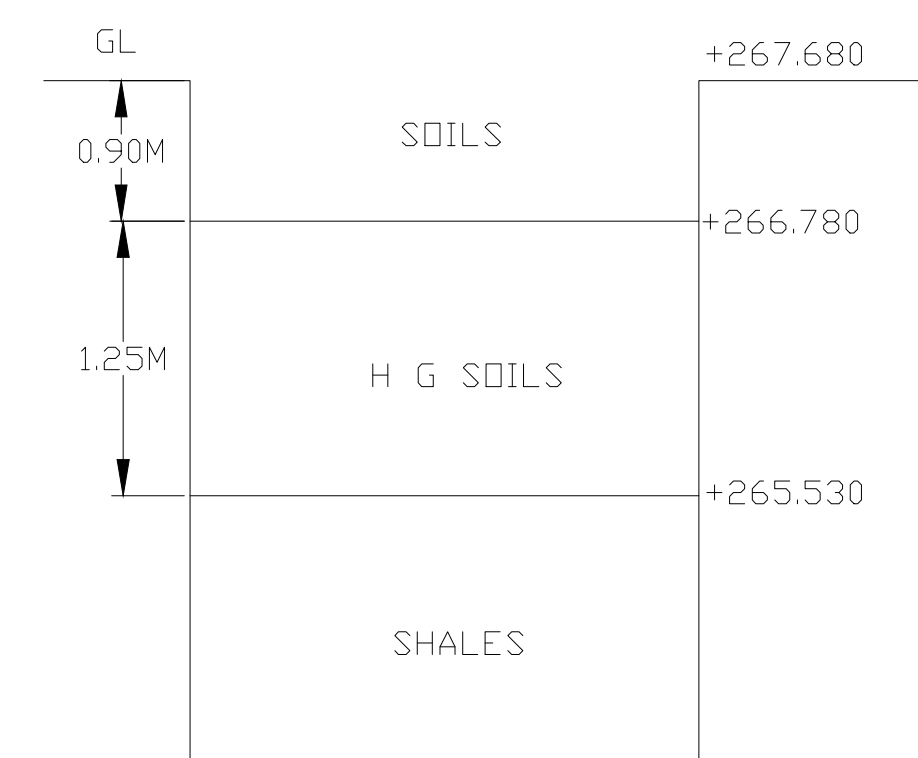 GL
+267.680
SOILS
0.90M
+266.780
1.25M
H G SOILS
+265.530
SHALES